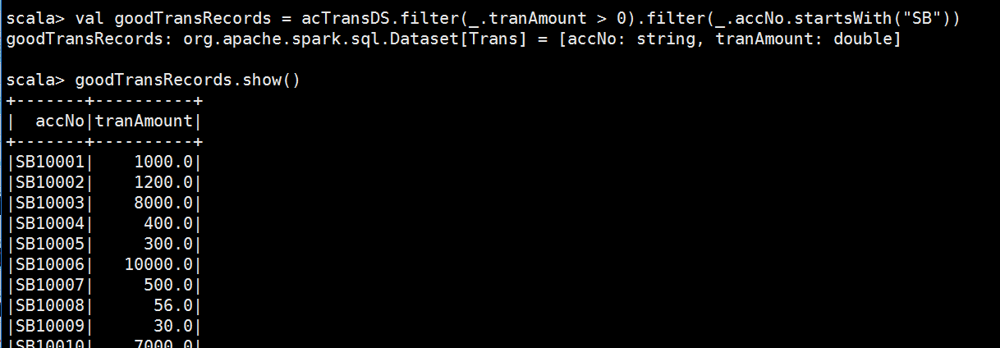 scala> val goodTransRecords = acTransDS.filter(_.tranAmount > 0).filter(_.accNo.startsWith("SB"))
goodTransRecords: org.apache.spark.sql.Dataset[Trans] = [accNo: string, tranAmount: double]

scala> goodTransRecords.show()
+-------+----------+
|  accNo|tranAmount|
+-------+----------+
|SB10001|    1000.0|
|SB10002|    1200.0|
|SB10003|    8000.0|
|SB10004|     400.0|
|SB10005|     300.0|
|SB10006|   10000.0|
|SB10007|     500.0|
|SB10008|      56.0|
|SB10009|      30.0|
|SB10010|    7000.0|